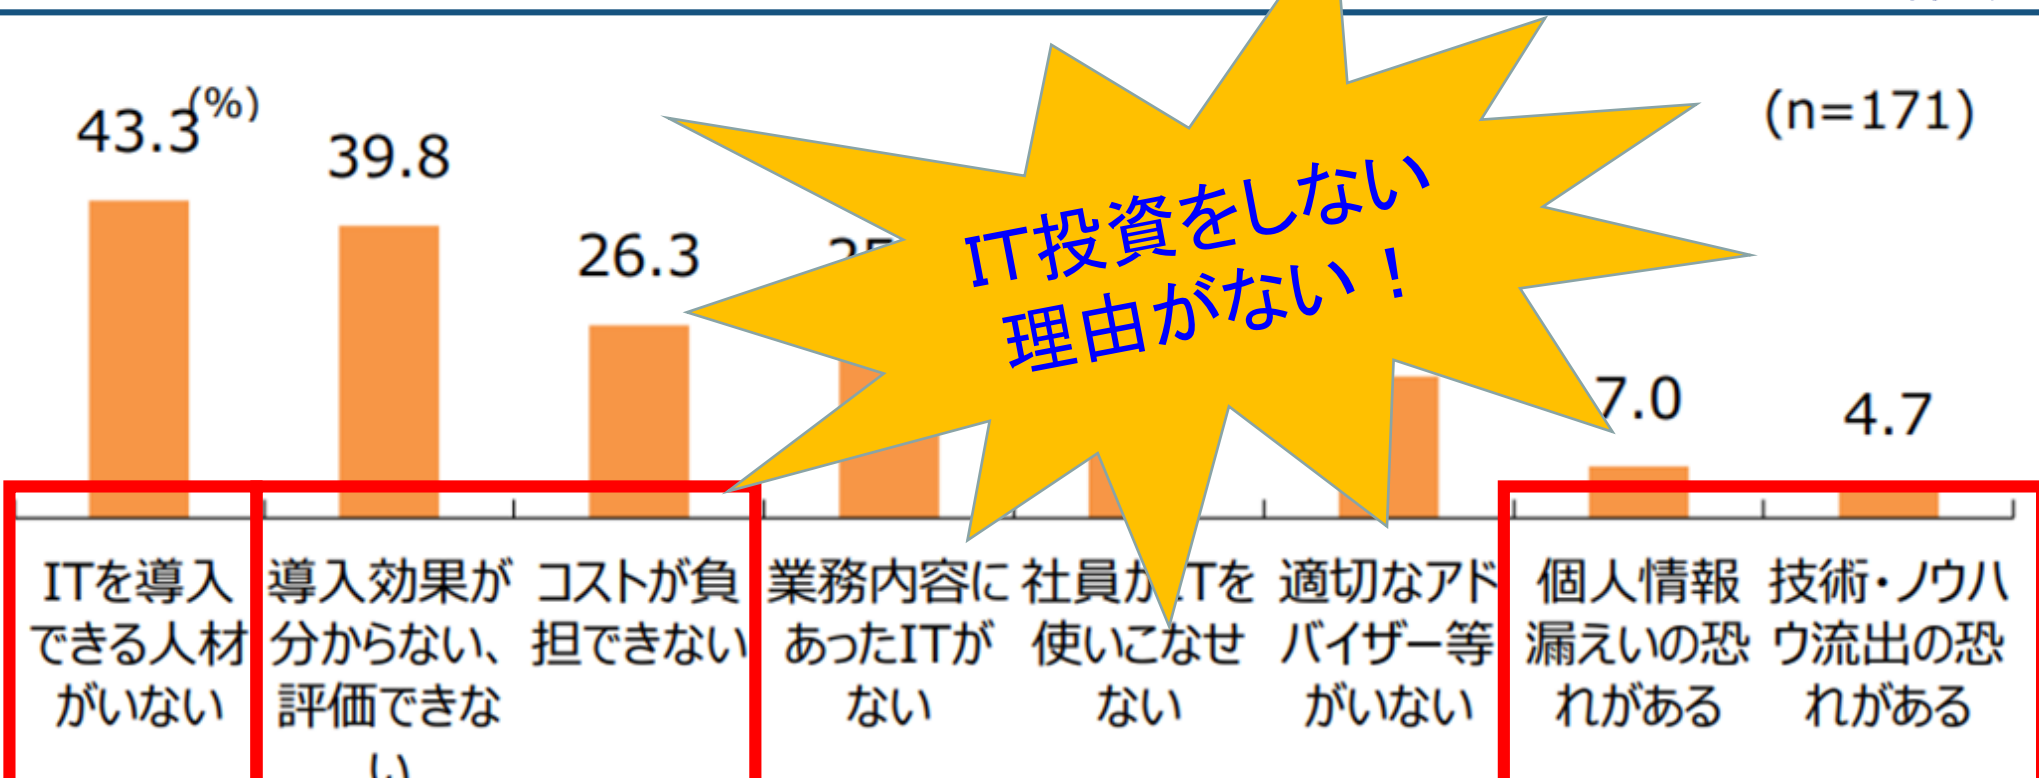 (%)
43.3
39.8
26.3
(n=171)
IT投資をしない
理由がない！
7.0
4.7
ITを導入
できる人材
がいない
導入効果が
分からない、
評価できな
い
コストが負
担できない
業務内容に
あったITが
ない
社員がITを
使いこなせ
ない
適切なアド
バイザー等
がいない
個人情報
漏えいの恐
れがある
技術・ノウハ
ウ流出の恐
れがある